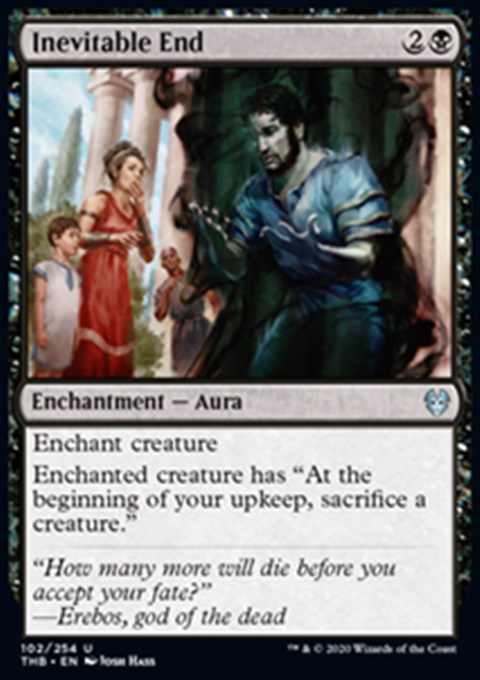 Inevitable End 2
Enchantment — Aura
Enchant creature
Enchanted creature has “At the
beginning of your upkeep, sacrifice a
creature.”
“How many more will die before you
accept your fate?”
—Erebos, god of the dead
102/254 U
™ & © 2020 Wizards of the Coast
THB • EN Josh Hass